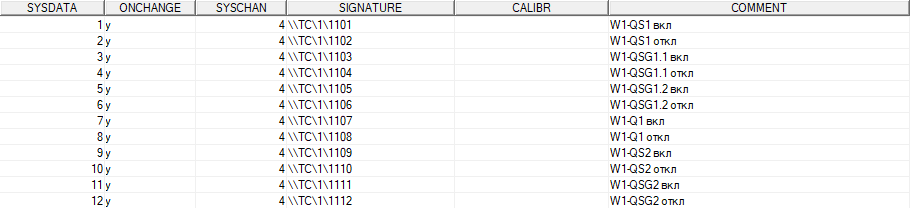 SYSDATA ONCHANGE SYSCHAN SIGNATURE CALIBR COMMENT
1 y 4 \\TC\1\1101 W1-QS1 вкл
2 y 4 \\TC\1\1102 W1-QS1 откл
3 y 4 \\TC\1\1103 W1-QSG1.1 вкл
4 y 4 \\TC\1\1104 W1-QSG1.1 откл
5 y 4 \\TC\1\1105 W1-QSG1.2 вкл
6 y 4 \\TC\1\1106 W1-QSG1.2 откл
7 y 4 \\TC\1\1107 W1-Q1 вкл
8 y 4 \\TC\1\1108 W1-Q1 откл
9 y 4 \\TC\1\1109 W1-QS2 вкл
10 y 4 \\TC\1\1110 W1-QS2 откл
11 y 4 \\TC\1\1111 W1-QSG2 вкл
12 y 4 \\TC\1\1112 W1-QSG2 откл